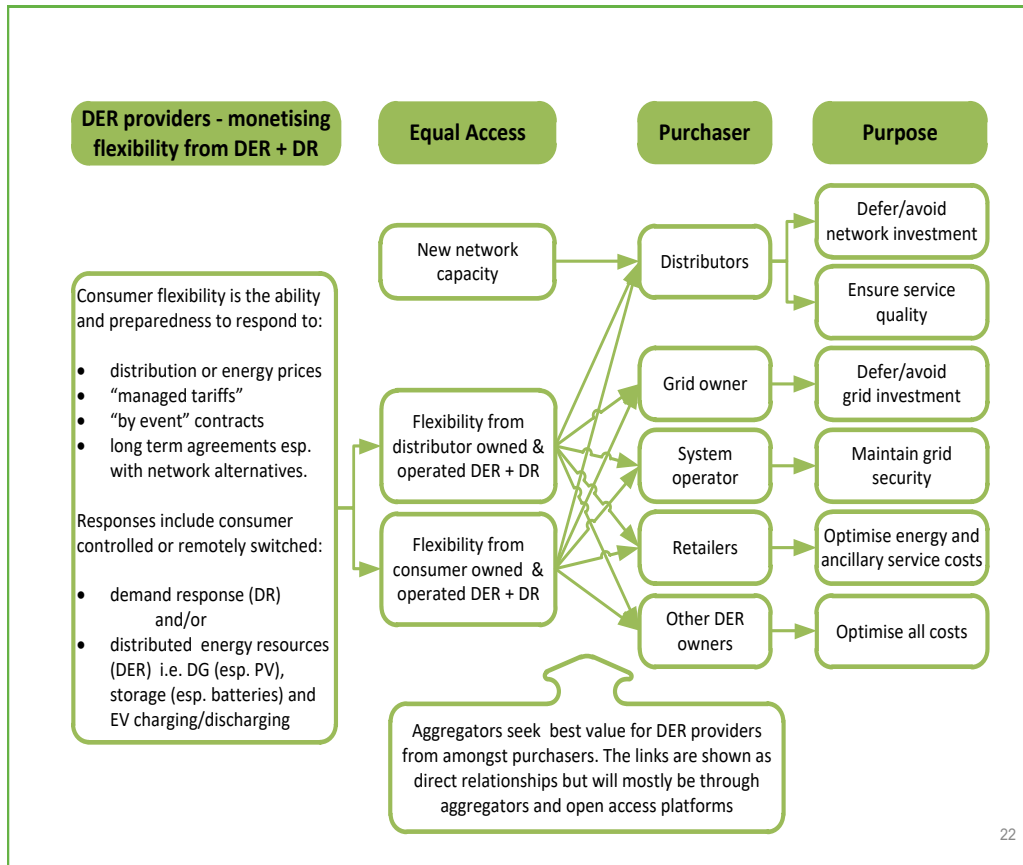 DER providers - monetising
flexibility from DER + DR
Equal Access
Purchaser
Purpose
Consumer flexibility is the ability
and preparedness to respond to:
• distribution or energy prices
• “managed tariffs”
• “by event” contracts
• long term agreements esp.
with network alternatives.
Responses include consumer
controlled or remotely switched:
• demand response (DR)
and/or
• distributed energy resources
(DER) i.e. DG (esp. PV),
storage (esp. batteries) and
EV charging/discharging
New network
capacity
Flexibility from
distributor owned &
operated DER + DR
Flexibility from
consumer owned &
operated DER + DR
Distributors
Grid owner
System
operator
Retailers
Other DER
owners
Defer/avoid
network investment
Ensure service
quality
Defer/avoid
grid investment
Maintain grid
security
Optimise energy and
ancillary service costs
Optimise all costs
Aggregators seek best value for DER providers
from amongst purchasers. The links are shown as
direct relationships but will mostly be through
aggregators and open access platforms
22